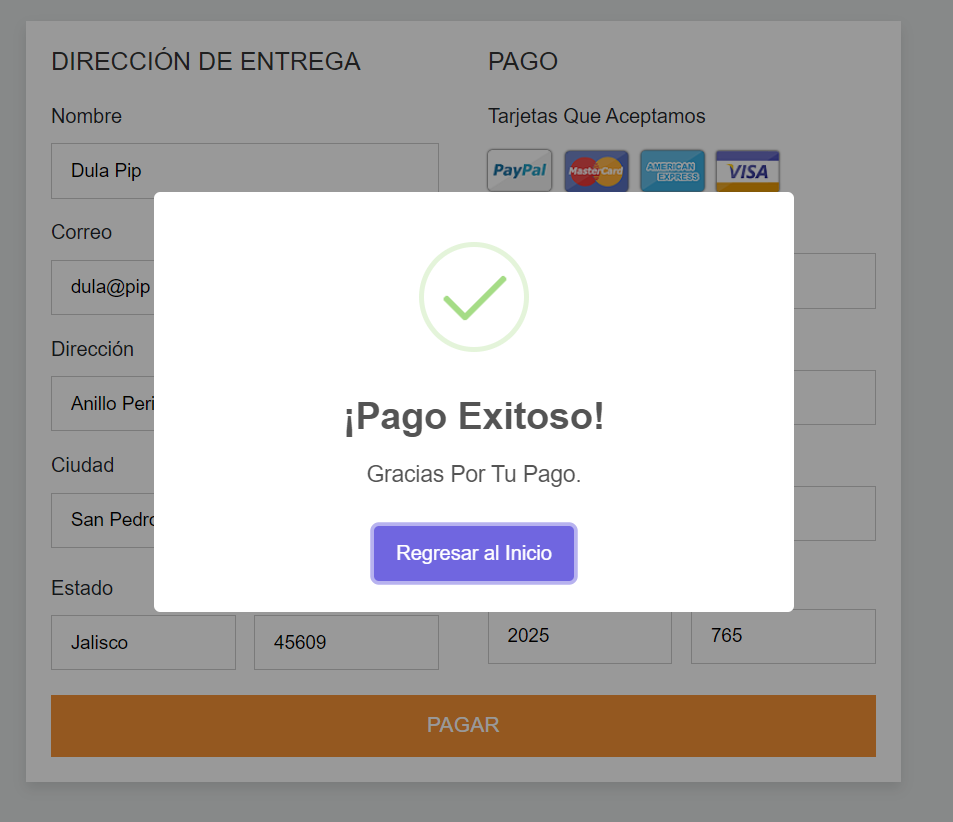 DIRECCIÓN DE ENTREGA
Nombre
Dula Pip
Correo
dula@pip
Dirección
Anillo Peri
Ciudad
San Pedro
Estado
Jalisco
45609
PAGO
Tarjetas Que Aceptamos
PayPal
MasterCard
AMERICAN EXPRESS
VISA
2025
765
PAGAR
¡Pago Exitoso!
Gracias Por Tu Pago.
Regresar al Inicio